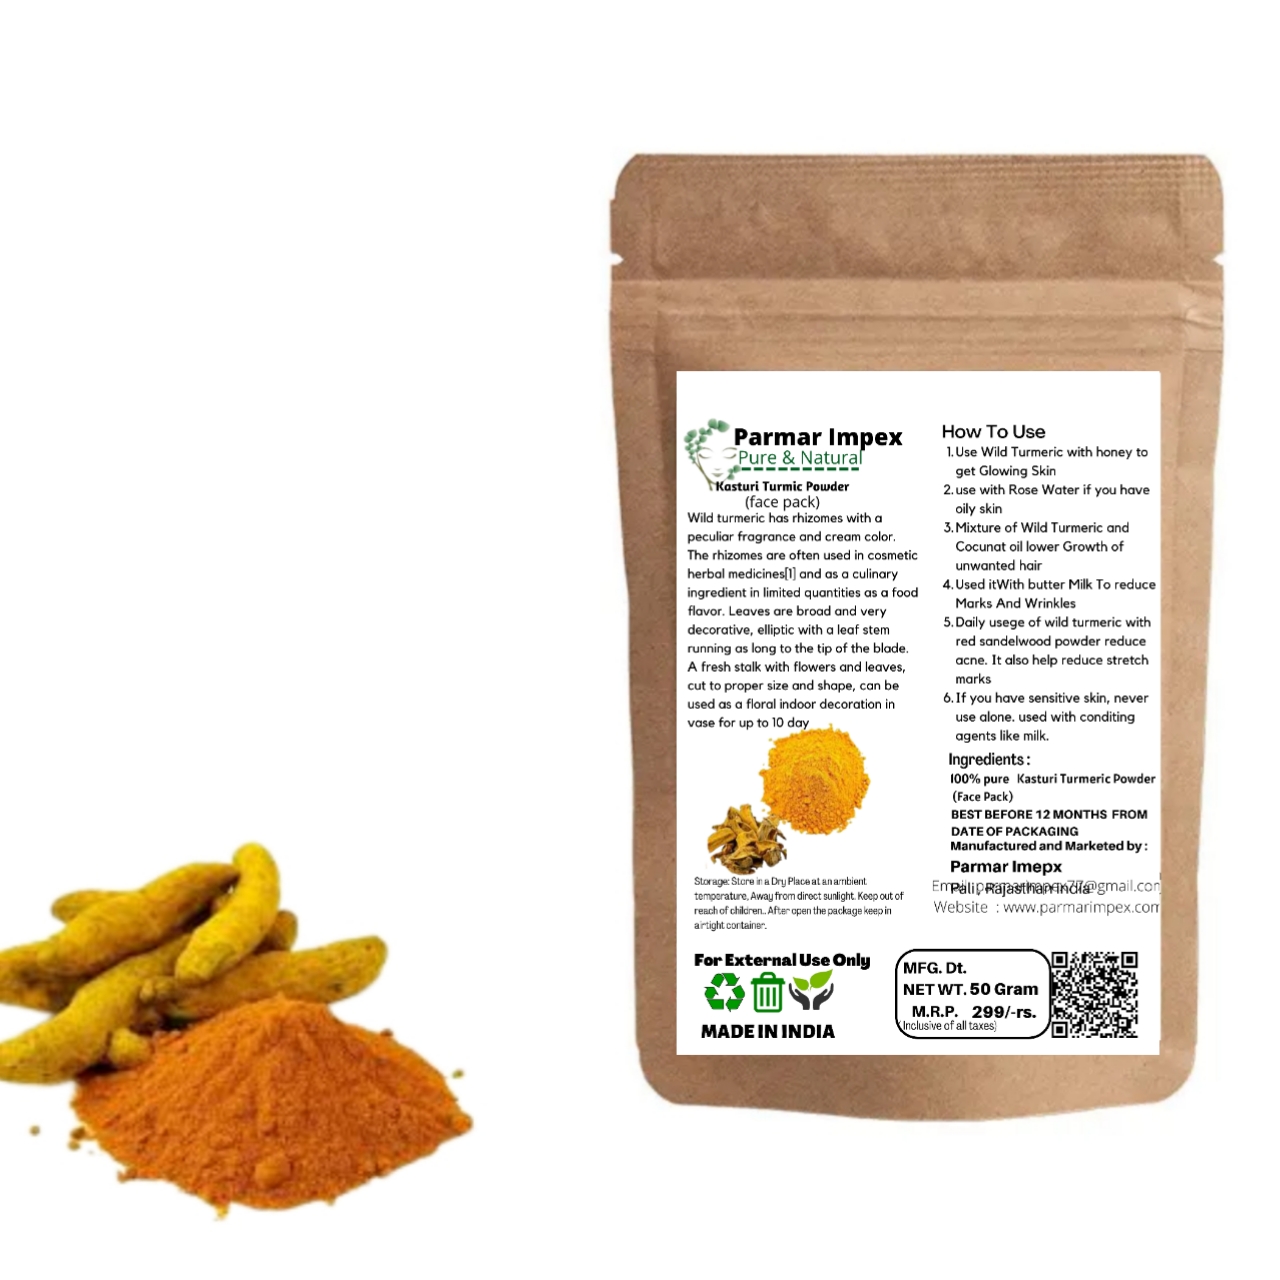 Parmar Impex
Pure & Natural
Kasturi Turmic Powder
(face pack)
Wild turmeric has rhizomes with a
peculiar fragrance and cream color.
The rhizomes are often used in cosmetic
herbal medicines[1] and as a culinary
ingredient in limited quantities as a food
flavor. Leaves are broad and very
decorative, elliptic with a leaf stem
running as long to the tip of the blade.
A fresh stalk with flowers and leaves,
cut to proper size and shape, can be
used as a floral indoor decoration in
vase for up to 10 day
Storage: Store in a Dry Place at an ambient
temperature, Away from direct sunlight. Keep out of
reach of children.. After open the package keep in
airtight container.
For External Use Only
MADE IN INDIA
How To Use
1. Use Wild Turmeric with honey to
get Glowing Skin
2. use with Rose Water if you have
oily skin
3. Mixture of Wild Turmeric and
Cocunat oil lower Growth of
unwanted hair
4. Used itWith butter Milk To reduce
Marks And Wrinkles
5. Daily usege of wild turmeric with
red sandelwood powder reduce
acne. It also help reduce stretch
marks
6. If you have sensitive skin, never
use alone. used with conditing
agents like milk.
Ingredients :
100% pure Kasturi Turmeric Powder
(Face Pack)
BEST BEFORE 12 MONTHS FROM
DATE OF PACKAGING
Manufactured and Marketed by :
Parmar Imepx
Pali, Rajasthan India
Email: parmarimpex77@gmail.com
Website : www.parmarimpex.com
MFG. Dt.
NET WT. 50 Gram
M.R.P. 299/-rs.
(Inclusive of all taxes)